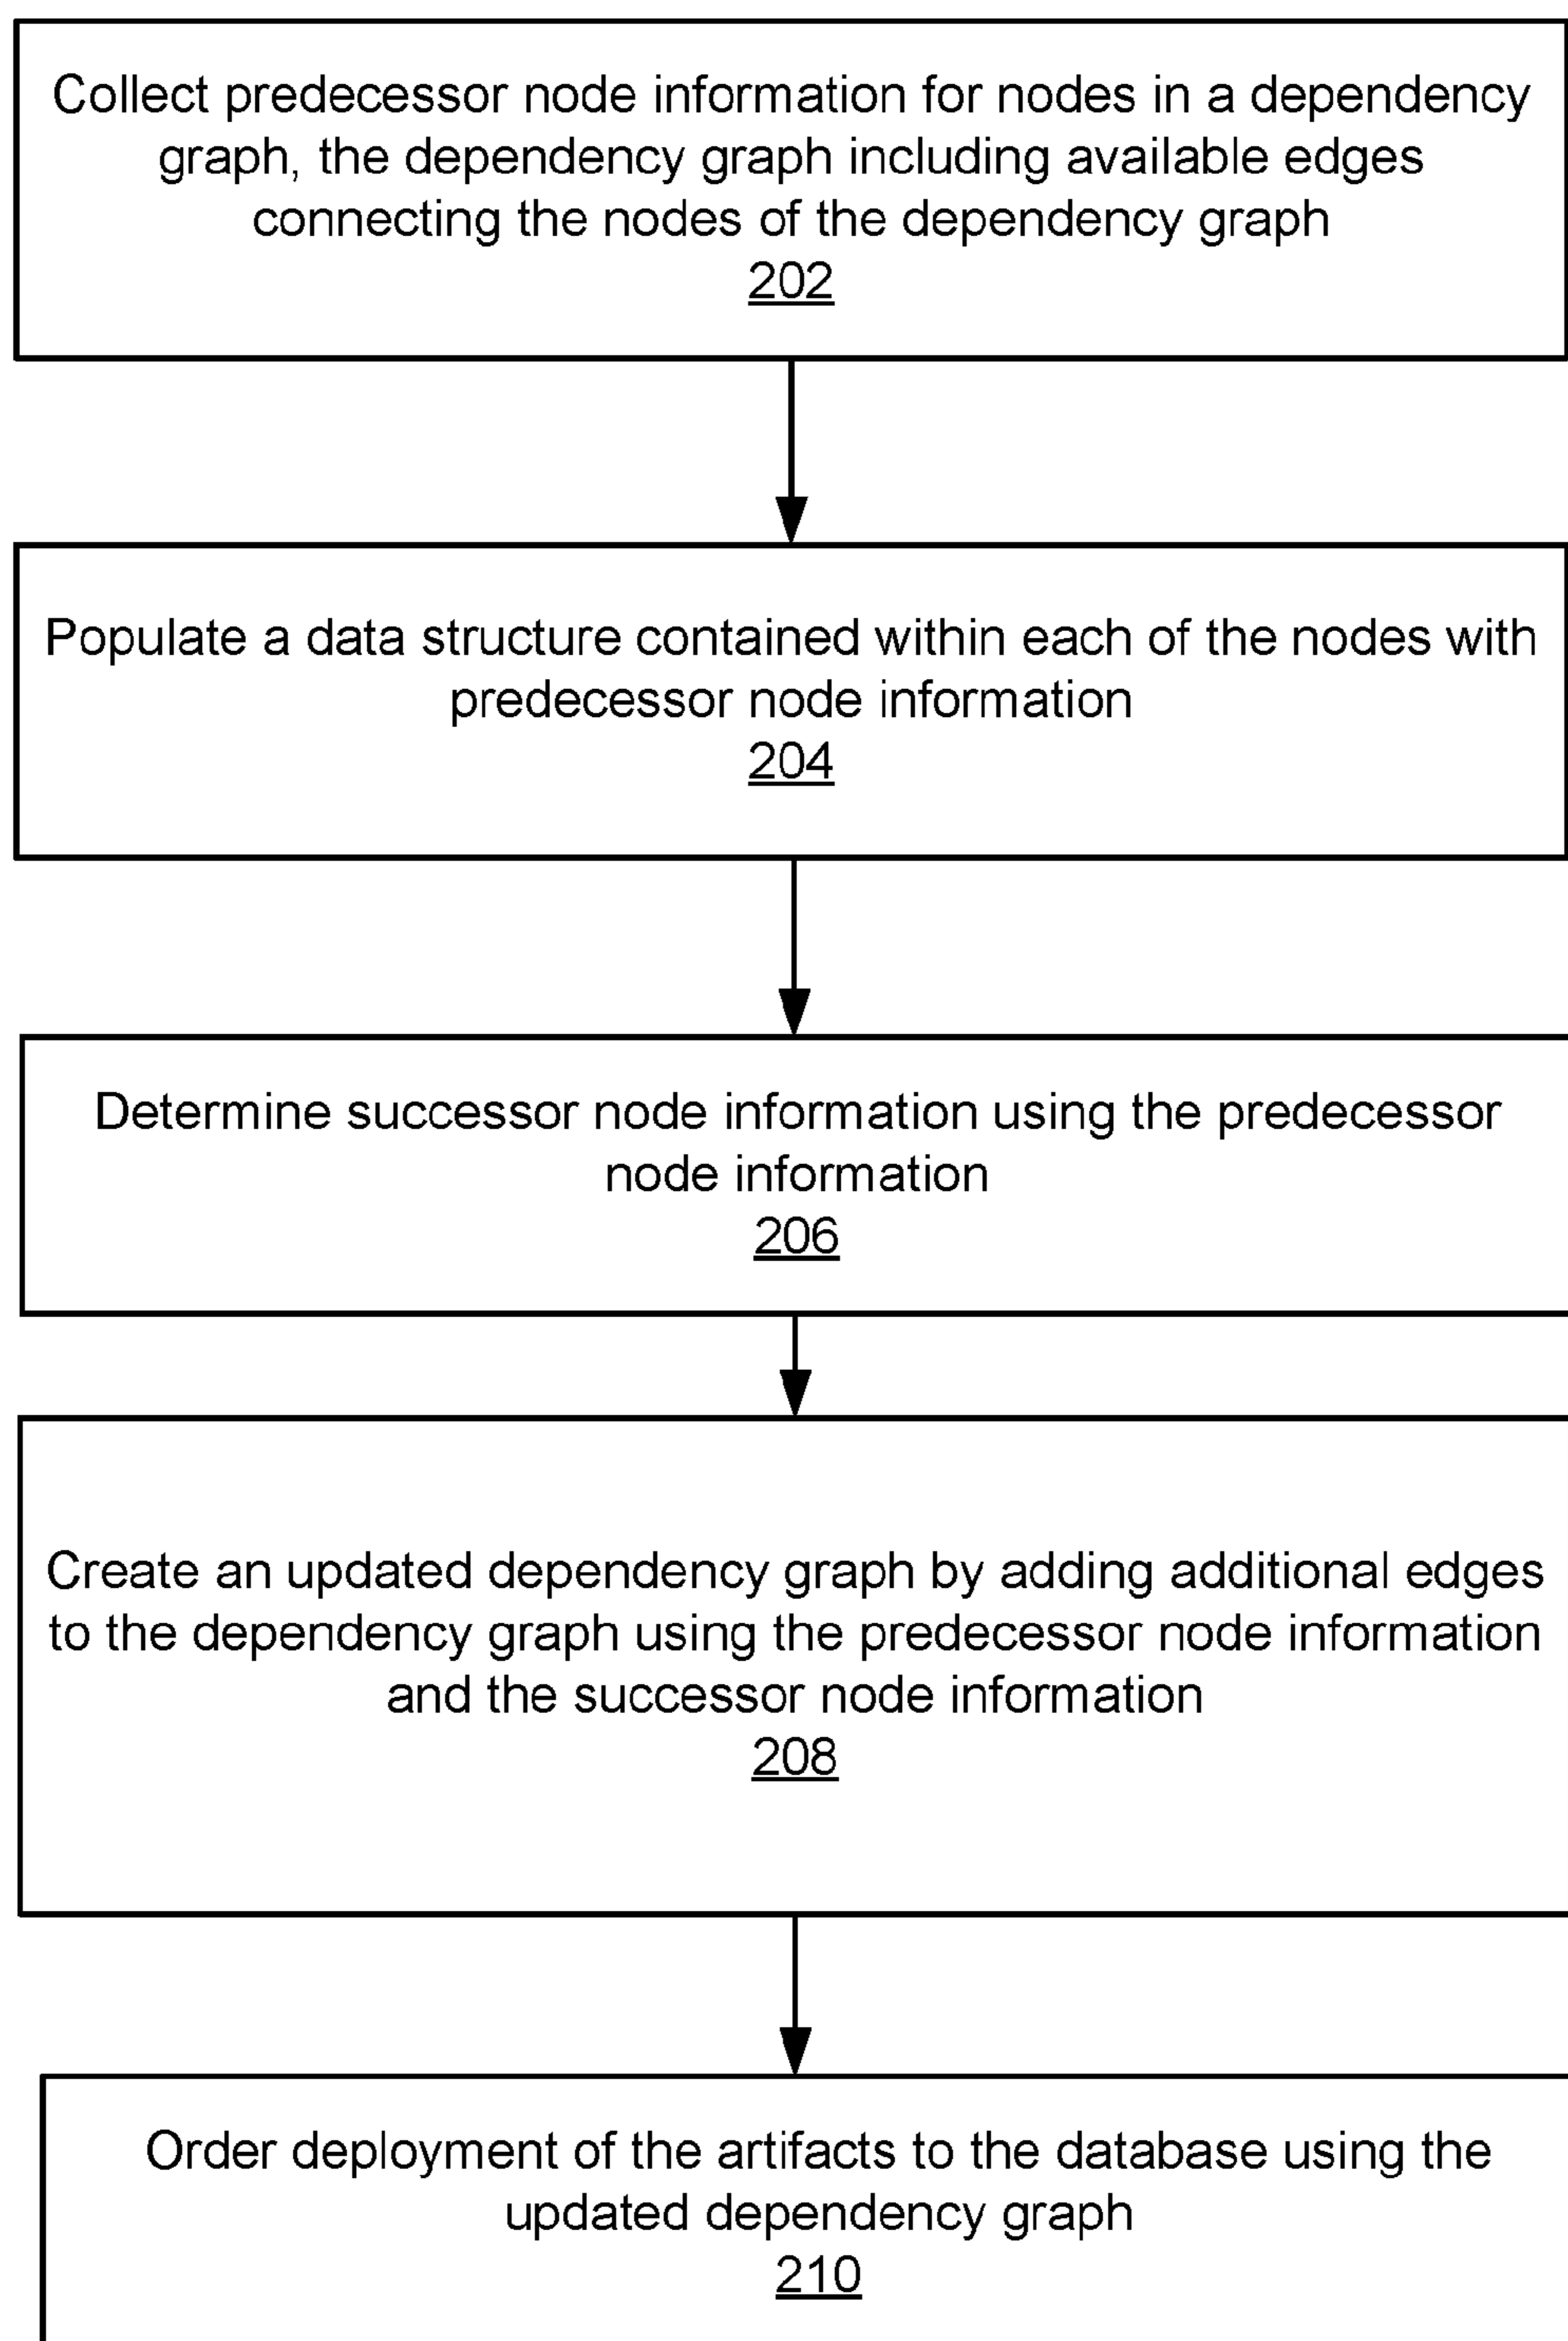 Collect predecessor node information for nodes in a dependency
graph, the dependency graph including available edges
connecting the nodes of the dependency graph
202
Populate a data structure contained within each of the nodes with
predecessor node information
204
Determine successor node information using the predecessor
node information
206
Create an updated dependency graph by adding additional edges
to the dependency graph using the predecessor node information
and the successor node information
208
Order deployment of the artifacts to the database using the
updated dependency graph
210